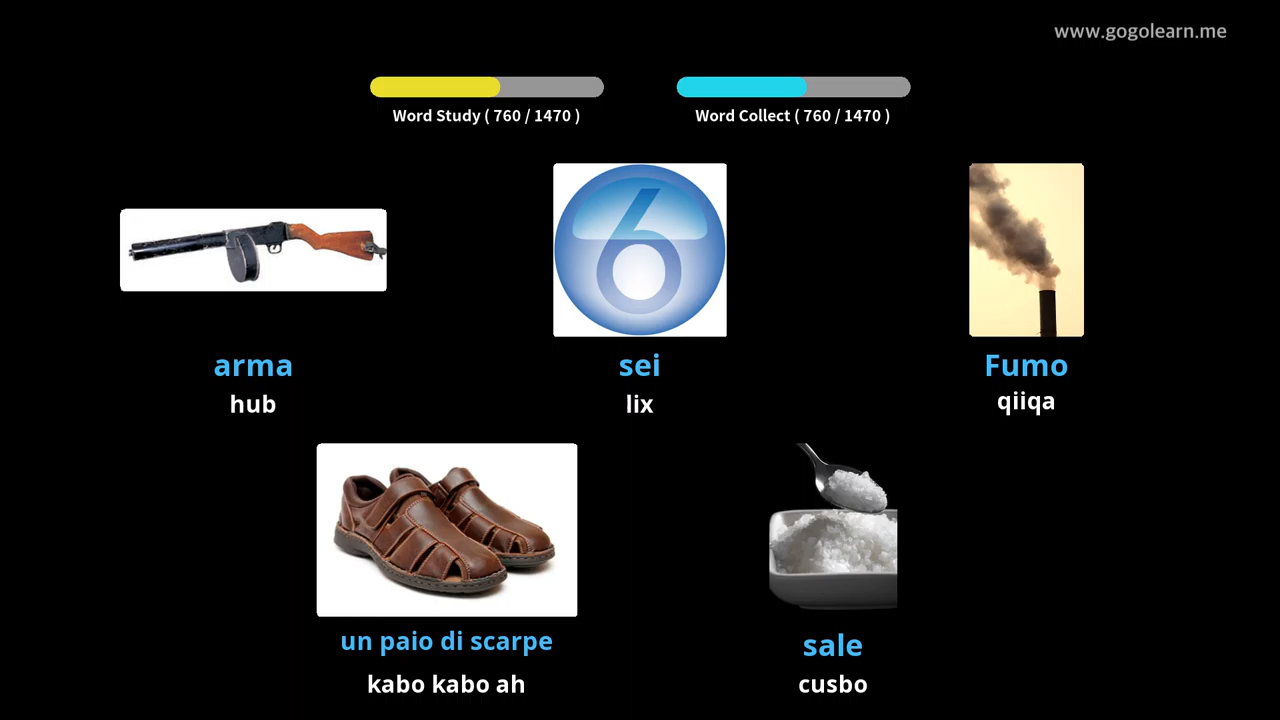 www.gogolearn.me
Word Study ( 760 / 1470 )
Word Collect ( 760 / 1470 )
6
arma
sei
Fumo
hub
lix
qiiqa
un paio di scarpe
sale
kabo kabo ah
cusbo